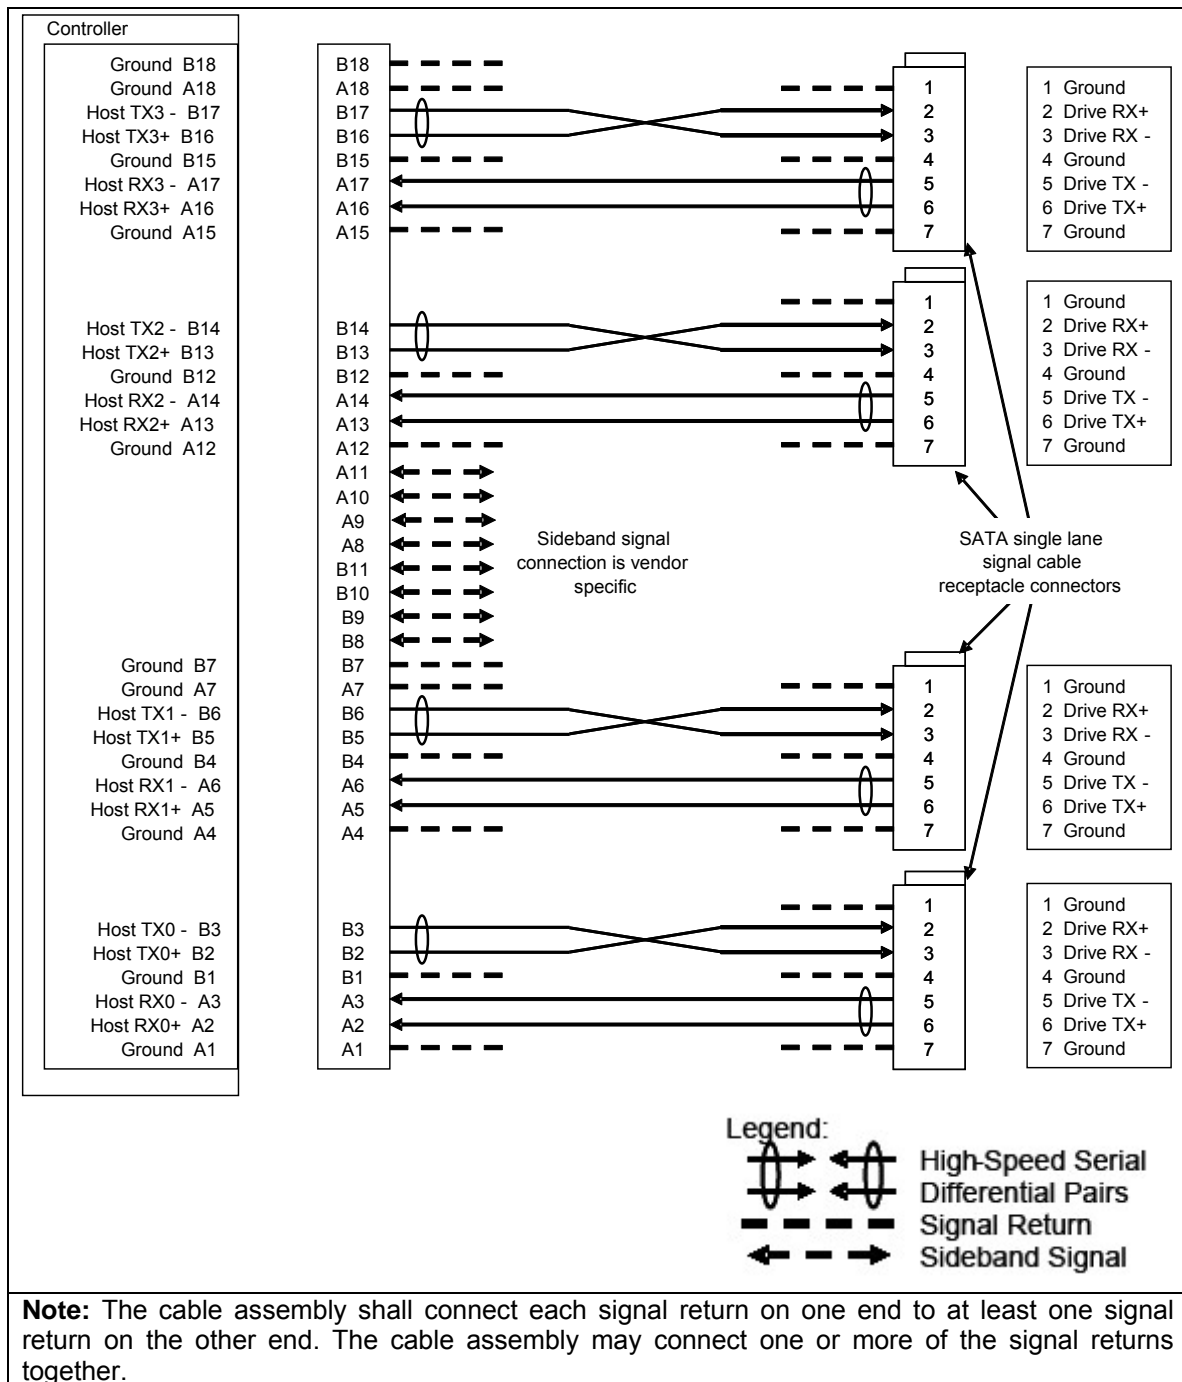 Controller
Ground B18
Ground A18
Host TX3 - B17
Host TX3+ B16
Ground B15
Host RX3 - A17
Host RX3+ A16
Ground A15
Host TX2 - B14
Host TX2+ B13
Ground B12
Host RX2 - A14
Host RX2+ A13
Ground A12
Ground B7
Ground A7
Host TX1 - B6
Host TX1+ B5
Ground B4
Host RX1 - A6
Host RX1+ A5
Ground A4
Host TX0 - B3
Host TX0+ B2
Ground B1
Host RX0 - A3
Host RX0+ A2
Ground A1
B18
A18
B17
B16
B15
A17
A16
A15
B14
B13
B12
A14
A13
A12
A11
A10
A9
A8
B11
B10
B9
B8
B7
A7
B6
B5
B4
A6
A5
A4
B3
B2
B1
A3
A2
A1
Sideband signal
connection is vendor
specific
1
2
3
4
5
6
7
1
2
3
4
5
6
7
SATA single lane
signal cable
receptacle connectors
1
2
3
4
5
6
7
1
2
3
4
5
6
7
1 Ground
2 Drive RX+
3 Drive RX -
4 Ground
5 Drive TX -
6 Drive TX+
7 Ground
1 Ground
2 Drive RX+
3 Drive RX -
4 Ground
5 Drive TX -
6 Drive TX+
7 Ground
1 Ground
2 Drive RX+
3 Drive RX -
4 Ground
5 Drive TX -
6 Drive TX+
7 Ground
1 Ground
2 Drive RX+
3 Drive RX -
4 Ground
5 Drive TX -
6 Drive TX+
7 Ground
Legend:
High-Speed Serial
Differential Pairs
Signal Return
Sideband Signal
Note: The cable assembly shall connect each signal return on one end to at least one signal
return on the other end. The cable assembly may connect one or more of the signal returns
together.